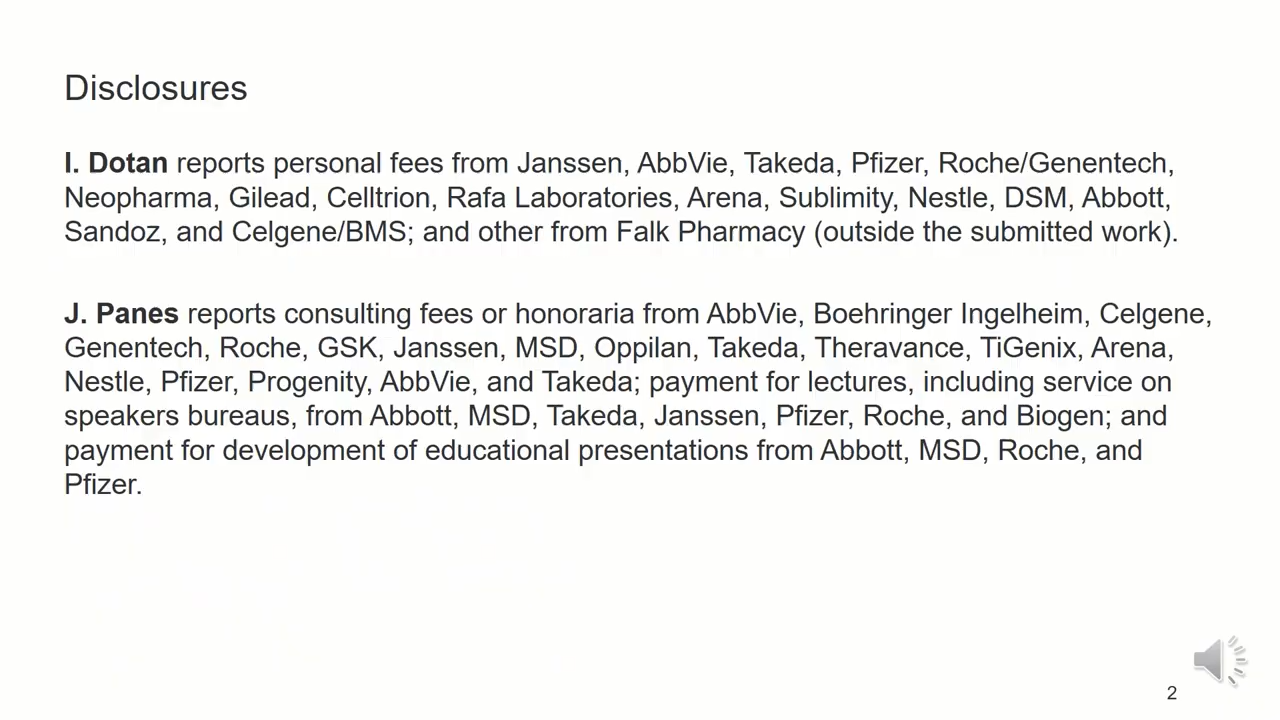 Disclosures
I. Dotan reports personal fees from Janssen, AbbVie, Takeda, Pfizer, Roche/Genentech,
Neopharma, Gilead, Celltrion, Rafa Laboratories, Arena, Sublimity, Nestle, DSM, Abbott,
Sandoz, and Celgene/BMS; and other from Falk Pharmacy (outside the submitted work).
J. Panes reports consulting fees or honoraria from AbbVie, Boehringer Ingelheim, Celgene,
Genentech, Roche, GSK, Janssen, MSD, Oppilan, Takeda, Theravance, TiGenix, Arena,
Nestle, Pfizer, Progenity, AbbVie, and Takeda; payment for lectures, including service on
speakers bureaus, from Abbott, MSD, Takeda, Janssen, Pfizer, Roche, and Biogen; and
payment for development of educational presentations from Abbott, MSD, Roche, and
Pfizer.
2